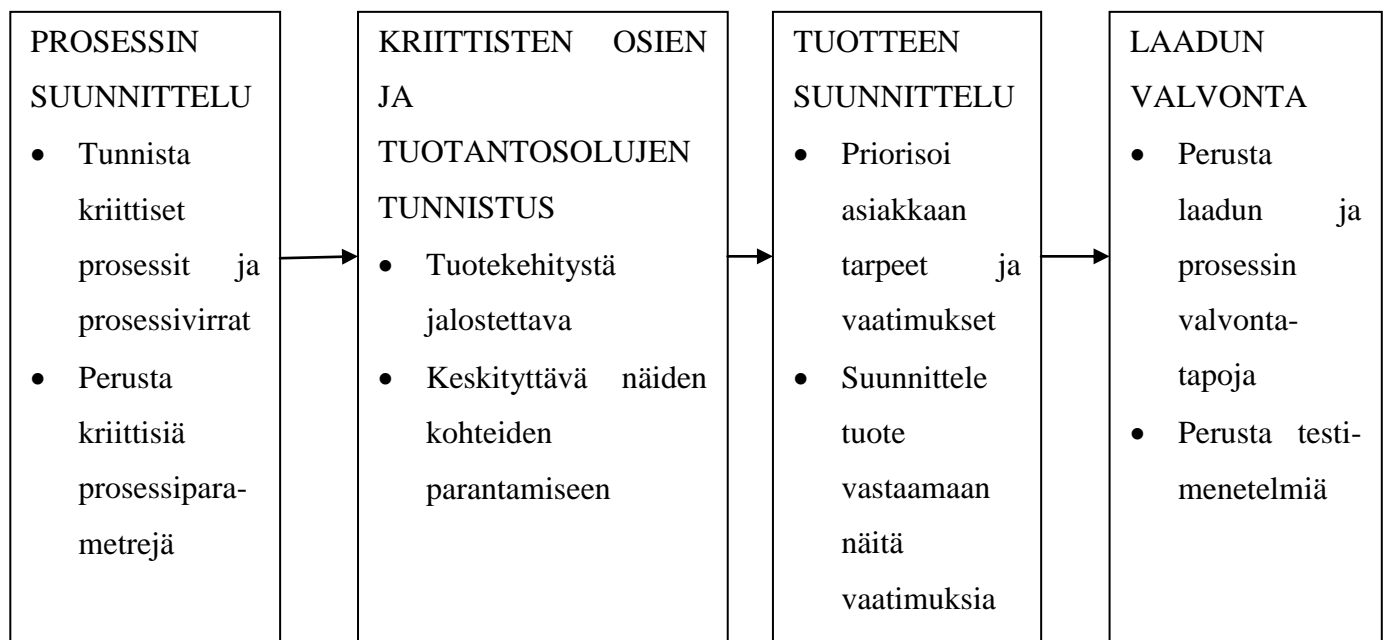 PROSESSIN
SUUNNITTELU
• Tunnista
kriittiset
prosessit ja
prosessivirrat
• Perusta
kriittisiä
prosessipara-
metrejä
KRIITTISTEN OSIEN
JA
TUOTANTOSOLUJEN
TUNNISTUS
• Tuotekehitystä
jalostettava
• Keskityttävä näiden
kohteiden
parantamiseen
TUOTTEEN
SUUNNITTELU
• Priorisoi
asiakkaan
tarpeet ja
vaatimukset
• Suunnittele
tuote
vastaamaan
näitä
vaatimuksia
LAADUN
VALVONTA
• Perusta
laadun ja
prosessin
valvonta-
tapoja
• Perusta testi-
menetelmiä